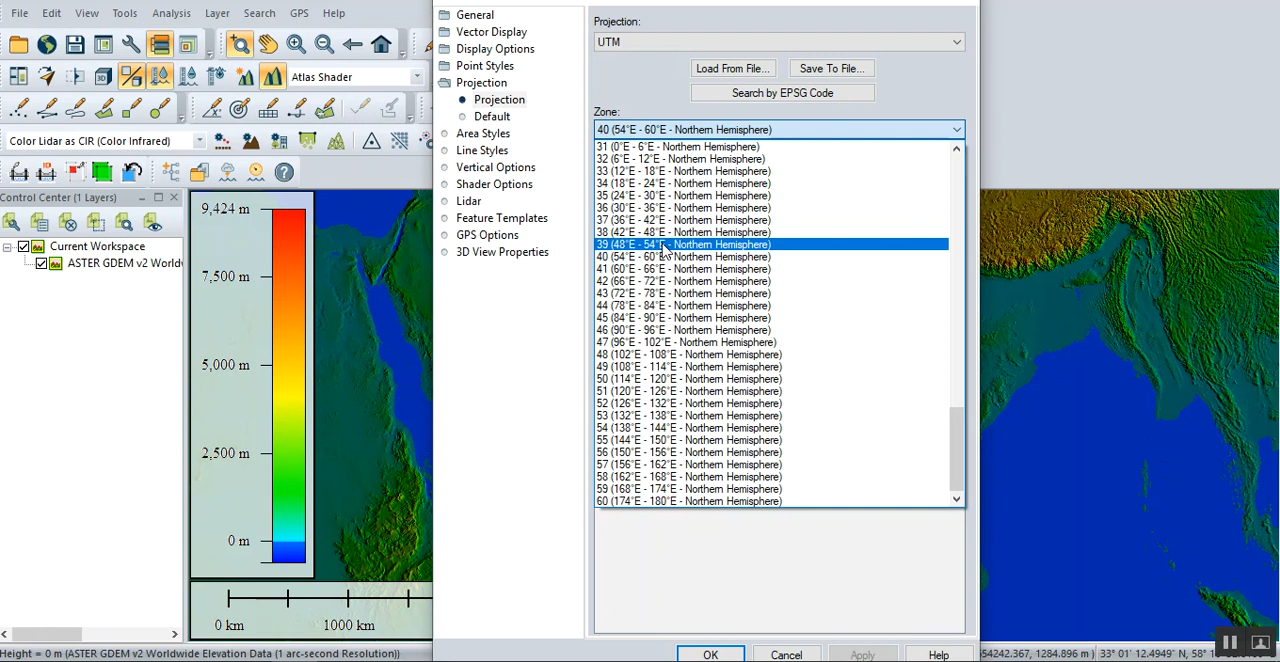 File Edit View Tools Analysis Layer Search GPS Help
Atlas Shader
Color Lidar as CIR (Color Infrared)
Control Center (1 Layers)
Current Workspace
ASTER GDEM v2 World
9,424 m
7,500 m
5,000 m
2,500 m
0 m
0 km 1000 km
General
Vector Display
Display Options
Point Styles
Projection
Projection
Default
Area Styles
Line Styles
Vertical Options
Shader Options
Lidar
Feature Templates
GPS Options
3D View Properties
Projection:
UTM
Load From File...
Save To File...
Search by EPSG Code
Zone:
40 (54°E - 60°E - Northern Hemisphere)
31 (0°E - 6°E - Northern Hemisphere)
32 (6°E - 12°E - Northern Hemisphere)
33 (12°E - 18°E - Northern Hemisphere)
34 (18°E - 24°E - Northern Hemisphere)
35 (24°E - 30°E - Northern Hemisphere)
36 (30°E - 36°E - Northern Hemisphere)
37 (36°E - 42°E - Northern Hemisphere)
38 (42°E - 48°E - Northern Hemisphere)
39 (48°E - 54°E - Northern Hemisphere)
40 (54°E - 60°E - Northern Hemisphere)
41 (60°E - 66°E - Northern Hemisphere)
42 (66°E - 72°E - Northern Hemisphere)
43 (72°E - 78°E - Northern Hemisphere)
44 (78°E - 84°E - Northern Hemisphere)
45 (84°E - 90°E - Northern Hemisphere)
46 (90°E - 96°E - Northern Hemisphere)
47 (96°E - 102°E - Northern Hemisphere)
48 (102°E - 108°E - Northern Hemisphere)
49 (108°E - 114°E - Northern Hemisphere)
50 (114°E - 120°E - Northern Hemisphere)
51 (120°E - 126°E - Northern Hemisphere)
52 (126°E - 132°E - Northern Hemisphere)
53 (132°E - 138°E - Northern Hemisphere)
54 (138°E - 144°E - Northern Hemisphere)
55 (144°E - 150°E - Northern Hemisphere)
56 (150°E - 156°E - Northern Hemisphere)
57 (156°E - 162°E - Northern Hemisphere)
58 (162°E - 168°E - Northern Hemisphere)
59 (168°E - 174°E - Northern Hemisphere)
60 (174°E - 180°E - Northern Hemisphere)
OK Cancel Apply Help
Height = 0 m (ASTER GDEM v2 Worldwide Elevation Data (1 arc-second Resolution))
54242.367, 1284.896 m ) 33° 01' 12.4949" N, 58°